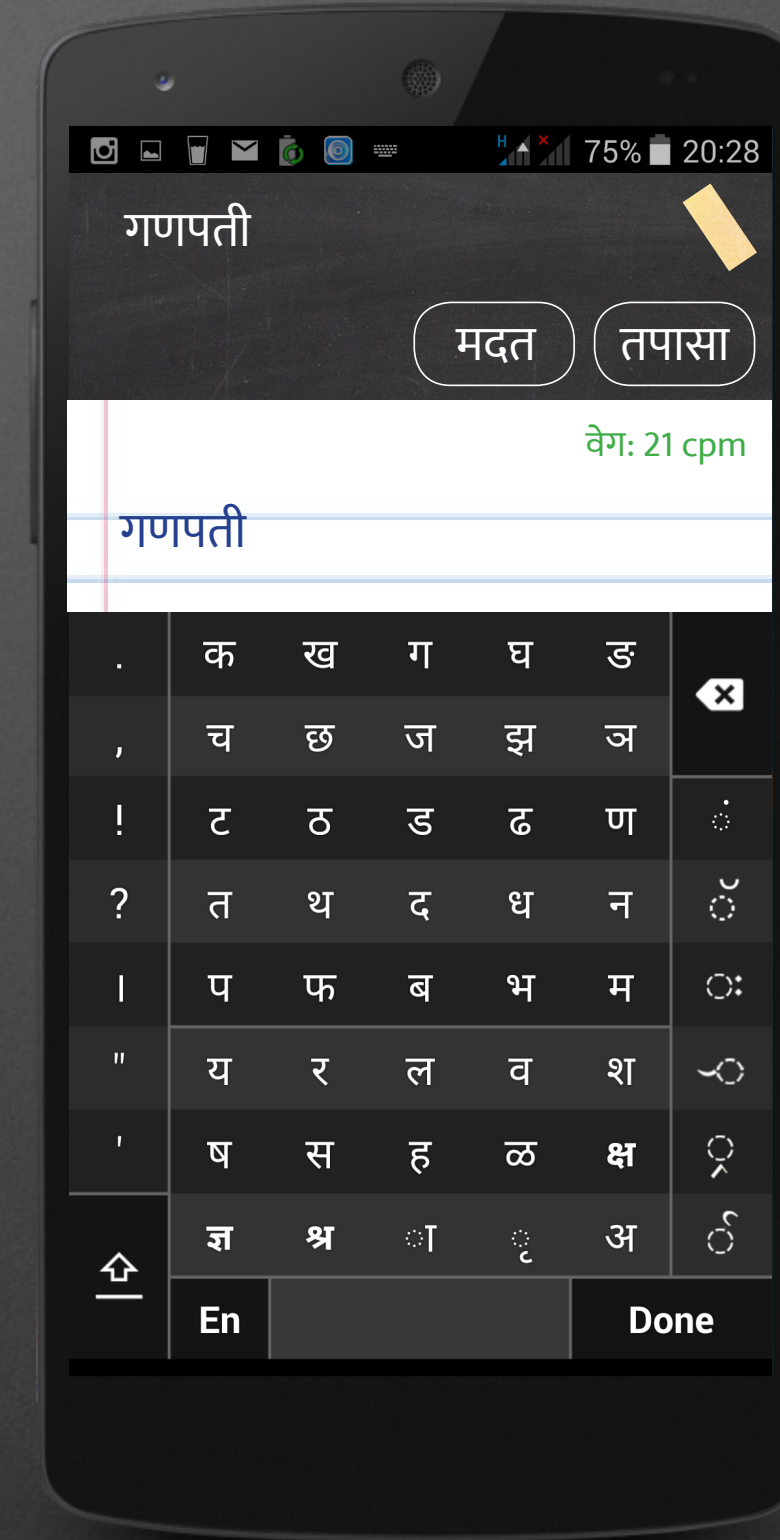 75% 20:28
गणपती
मदत तपासा
वेग: 21 cpm
गणपती
. क ख ग घ ङ
, च छ ज झ ञ
! ट ठ ड ढ ण ं
? त थ द ध न ॅ
। प फ ब भ म ः
" य र ल व श
' ष स ह ळ क्ष
ज्ञ श्र ा ृ अ
En Done